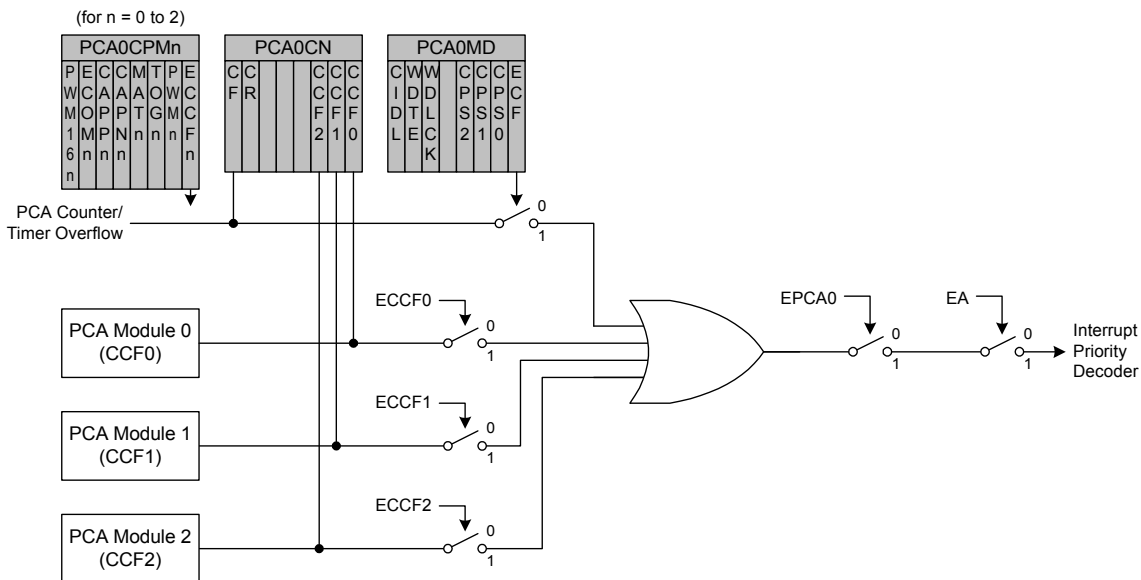 (for n = 0 to 2)
PCA0CPMn PCA0CN PCA0MD
PWM16n ECOMn CAPPn CAPNn MATn TOGn PWMn ECCFn CF CR CCF2 CCF1 CCF0 CIDL WDTE WDLCK CPS2 CPS1 CPS0 ECF
PCA Counter/
Timer Overflow
0
1
ECCF0
PCA Module 0
(CCF0)
0
1
EPCA0
0
1
EA
0
1
Interrupt
Priority
Decoder
ECCF1
PCA Module 1
(CCF1)
0
1
ECCF2
PCA Module 2
(CCF2)
0
1